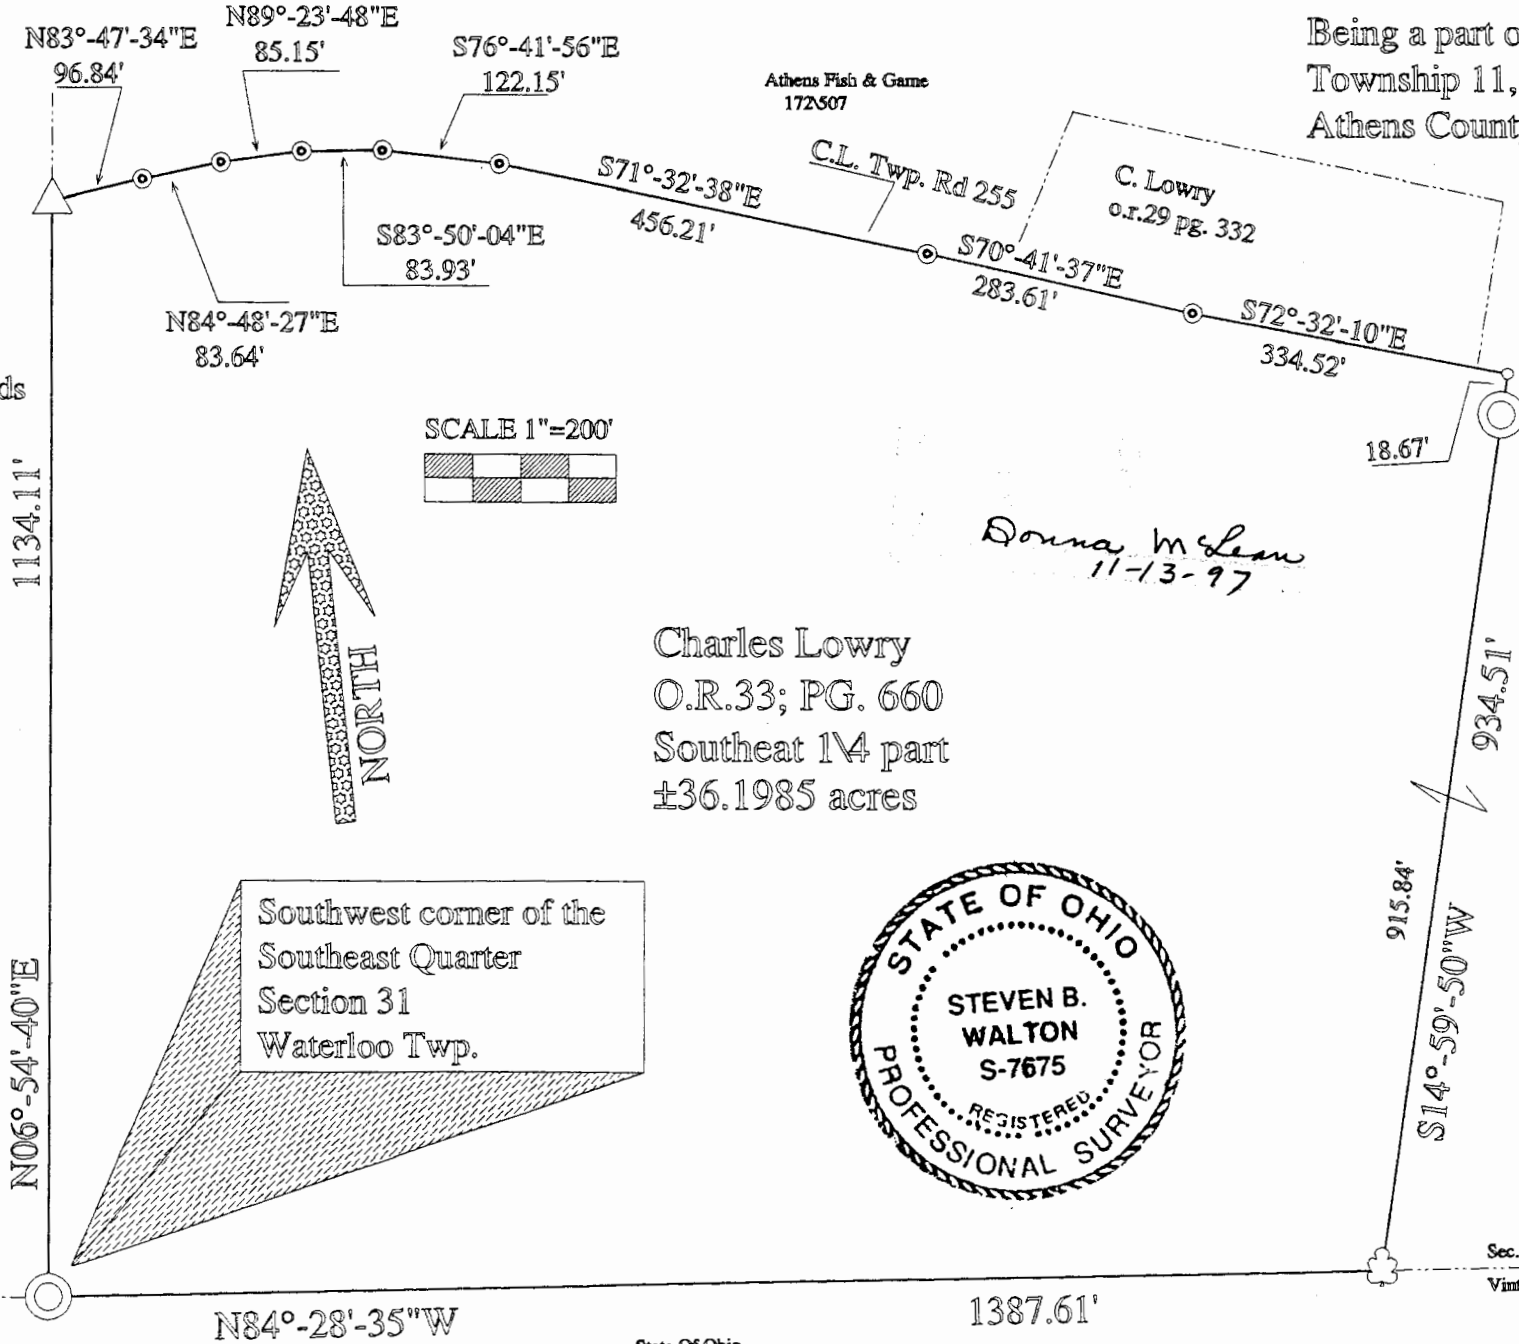 N83°-47'-34"E
96.84'
N89°-23'-48"E
85.15'
S76°-41'-56"E
122.15'
Athens Fish & Game
172\507
Being a part o
Township 11,
Athens Count
C.L. Twp. Rd 255
C. Lowry
o.r.29 pg. 332
S71°-32'-38"E
456.21'
S83°-50'-04"E
83.93'
S70°-41'-37"E
283.61'
S72°-32'-10"E
334.52'
N84°-48'-27"E
83.64'
ds
18.67'
SCALE 1"=200'
1134.11'
NORTH
Donna McLean
11-13-97
Charles Lowry
O.R.33; PG. 660
Southeat 1\4 part
±36.1985 acres
934.51'
915.84'
S14°-59'-50"W
N06°-54'-40"E
Southwest corner of the
Southeast Quarter
Section 31
Waterloo Twp.
STATE OF OHIO
STEVEN B.
WALTON
S-7675
REGISTERED
PROFESSIONAL SURVEYOR
Sec.
Vint
N84°-28'-35"W
1387.61'
State Of Ohio